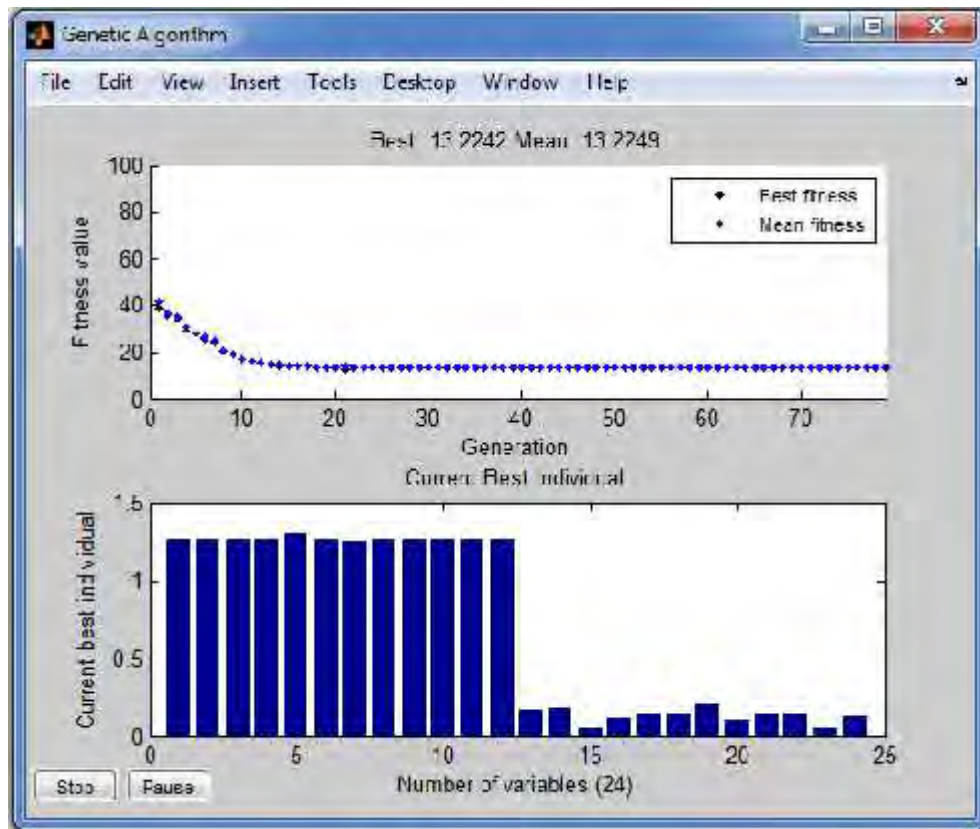 Genetic Algorithm
File Edit View Insert Tools Desktop Window Help
Best: 13.2242 Mean: 13.2249
100
80
60
40
20
0
Fitness value
Best fitness
Mean fitness
0 10 20 30 40 50 60 70
Generation
Current Best Individual
1.5
1
0.5
0
Current best individual
0 5 10 15 20 25
Number of variables (24)
Stop Pause